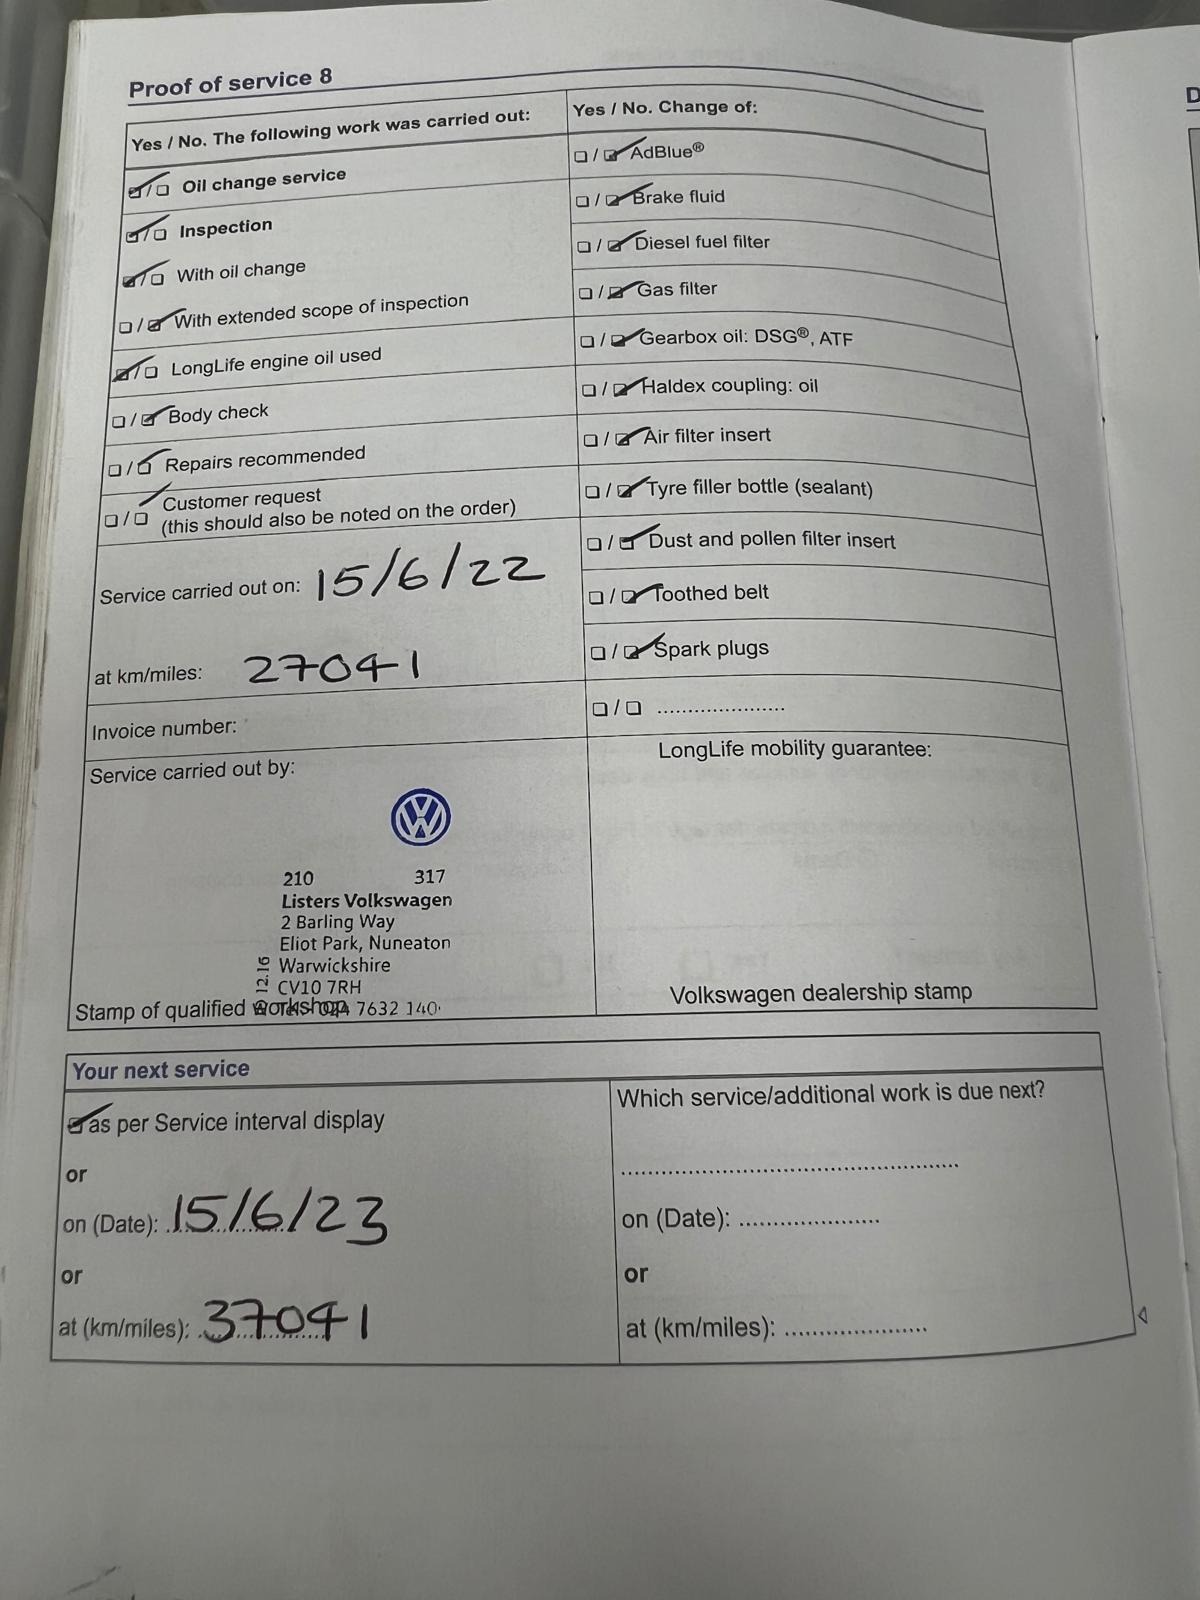 Proof of service 8
Yes / No. The following work was carried out:
Oil change service
Inspection
With oil change
With extended scope of inspection
LongLife engine oil used
Body check
Repairs recommended
Customer request
(this should also be noted on the order)
Service carried out on: 15/6/22
at km/miles: 27041
Invoice number:
Service carried out by:
210 317
Listers Volkswagen
2 Barling Way
Eliot Park, Nuneaton
Warwickshire
CV10 7RH
Tel: 024 7632 140
12.16
Stamp of qualified workshop
Yes / No. Change of:
AdBlue®
Brake fluid
Diesel fuel filter
Gas filter
Gearbox oil: DSG®, ATF
Haldex coupling: oil
Air filter insert
Tyre filler bottle (sealant)
Dust and pollen filter insert
Toothed belt
Spark plugs
LongLife mobility guarantee:
Volkswagen dealership stamp
Your next service
as per Service interval display
or
on (Date): 15/6/23
or
at (km/miles): 37041
Which service/additional work is due next?
on (Date): ......................
or
at (km/miles): ......................